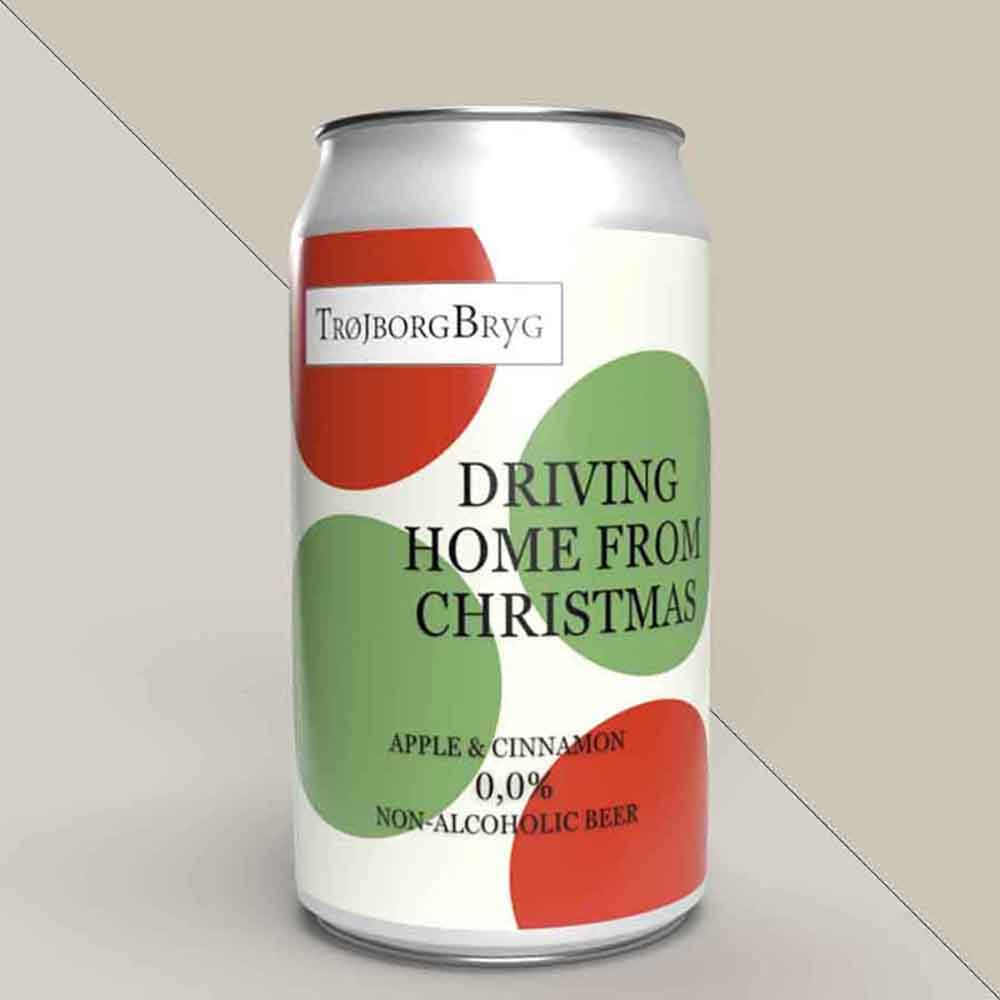 TrøjborgBryg
DRIVING
HOME FROM
CHRISTMAS
APPLE & CINNAMON
0,0%
NON-ALCOHOLIC BEER